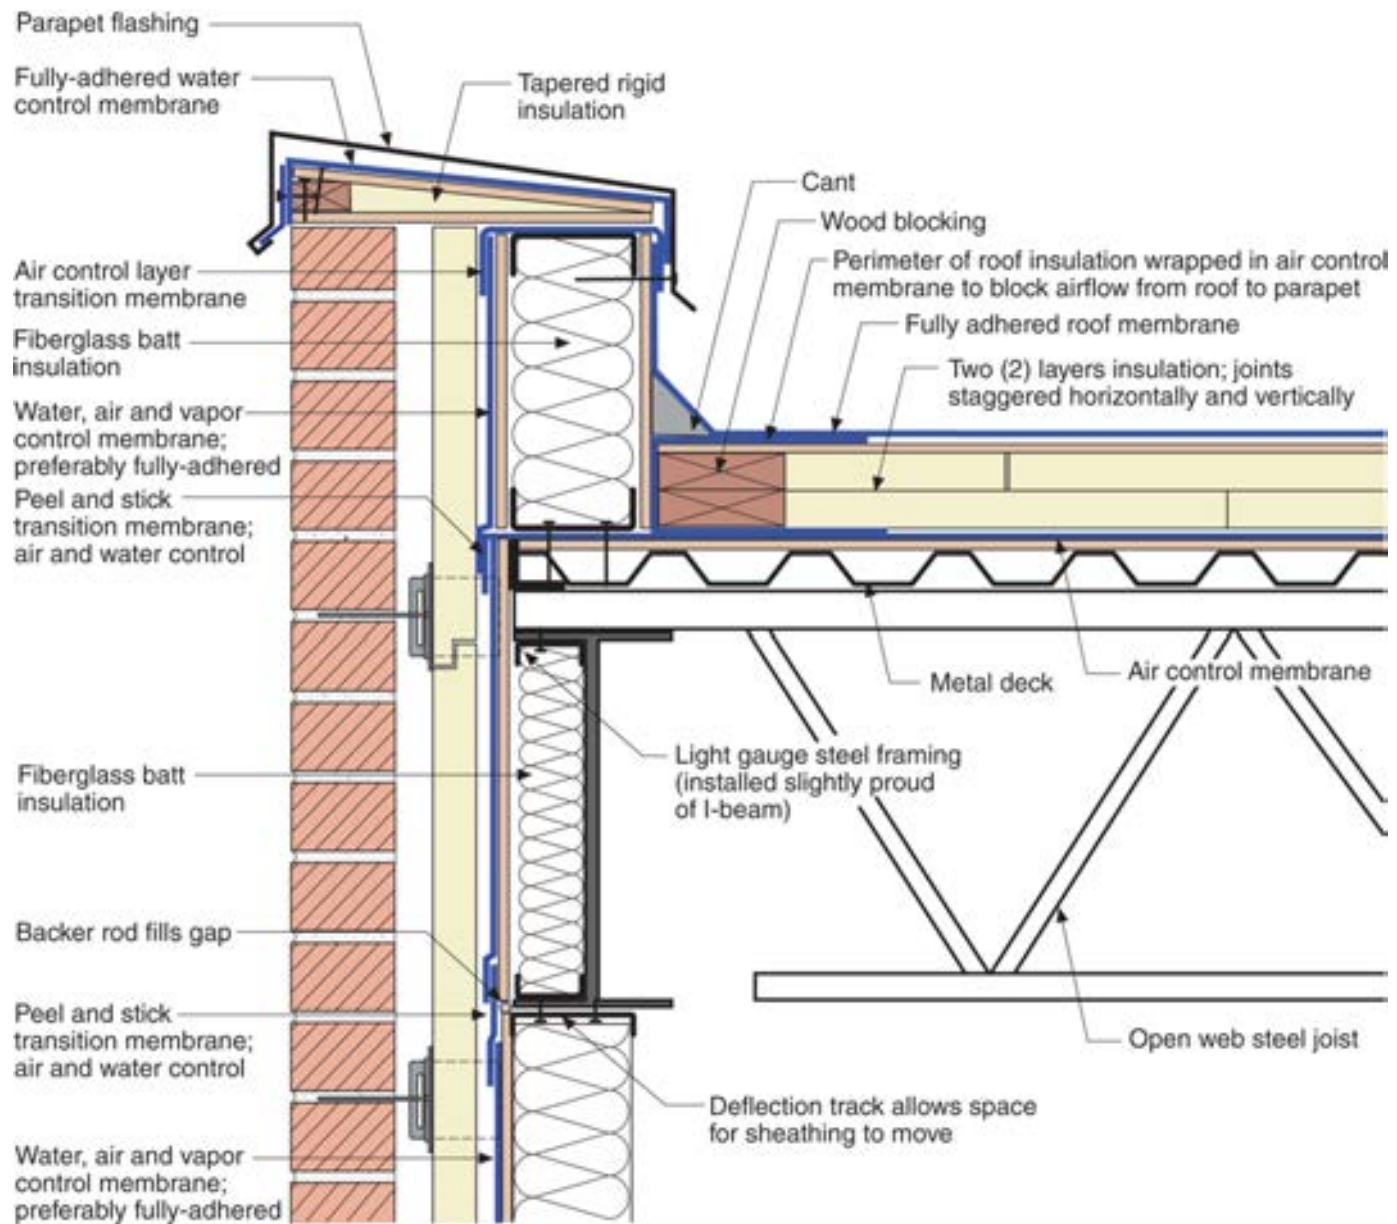 Parapet flashing
Fully-adhered water
control membrane
Tapered rigid
insulation
Cant
Wood blocking
Perimeter of roof insulation wrapped in air control
membrane to block airflow from roof to parapet
Fully adhered roof membrane
Two (2) layers insulation; joints
staggered horizontally and vertically
Air control layer
transition membrane
Fiberglass batt
insulation
Water, air and vapor
control membrane;
preferably fully-adhered
Peel and stick
transition membrane;
air and water control
Metal deck
Air control membrane
Light gauge steel framing
(installed slightly proud
of I-beam)
Fiberglass batt
insulation
Backer rod fills gap
Peel and stick
transition membrane;
air and water control
Open web steel joist
Deflection track allows space
for sheathing to move
Water, air and vapor
control membrane;
preferably fully-adhered